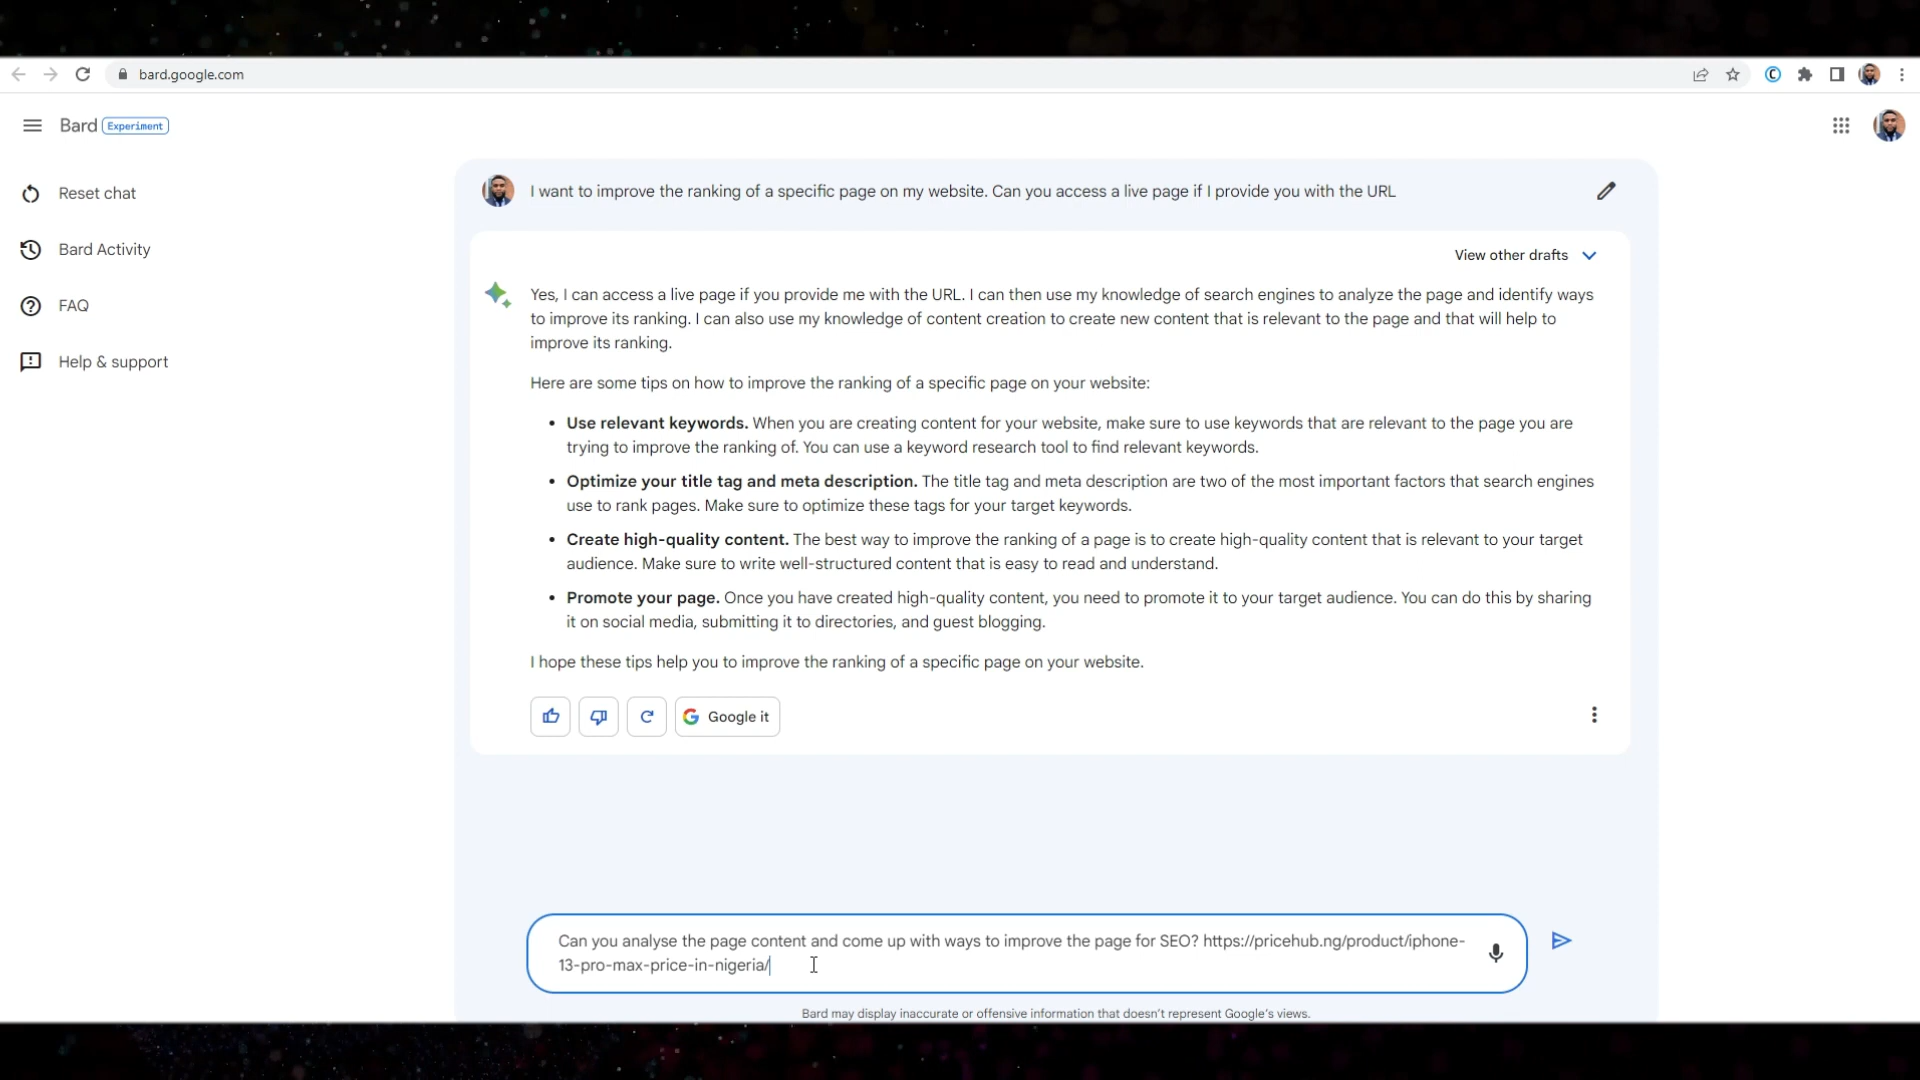 bard.google.com
Bard Experiment
Reset chat
Bard Activity
FAQ
Help & support
I want to improve the ranking of a specific page on my website. Can you access a live page if I provide you with the URL
View other drafts
Yes, I can access a live page if you provide me with the URL. I can then use my knowledge of search engines to analyze the page and identify ways
to improve its ranking. I can also use my knowledge of content creation to create new content that is relevant to the page and that will help to
improve its ranking.
Here are some tips on how to improve the ranking of a specific page on your website:
• Use relevant keywords. When you are creating content for your website, make sure to use keywords that are relevant to the page you are
trying to improve the ranking of. You can use a keyword research tool to find relevant keywords.
• Optimize your title tag and meta description. The title tag and meta description are two of the most important factors that search engines
use to rank pages. Make sure to optimize these tags for your target keywords.
• Create high-quality content. The best way to improve the ranking of a page is to create high-quality content that is relevant to your target
audience. Make sure to write well-structured content that is easy to read and understand.
• Promote your page. Once you have created high-quality content, you need to promote it to your target audience. You can do this by sharing
it on social media, submitting it to directories, and guest blogging.
I hope these tips help you to improve the ranking of a specific page on your website.
Google it
Can you analyse the page content and come up with ways to improve the page for SEO? https://pricehub.ng/product/iphone-
13-pro-max-price-in-nigeria/
Bard may display inaccurate or offensive information that doesn't represent Google's views.